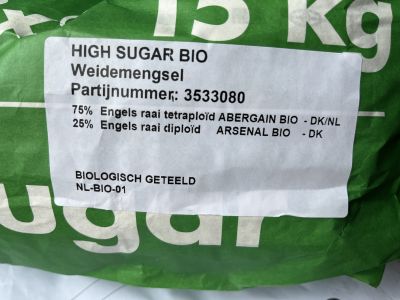 15 Kg
HIGH SUGAR BIO
Weidemengsel
Partijnummer: 3533080
75% Engels raai tetraploïd ABERGAIN BIO - DK/NL
25% Engels raai diploïd ARSENAL BIO - DK
BIOLOGISCH GETEELD
NL-BIO-01
ugar